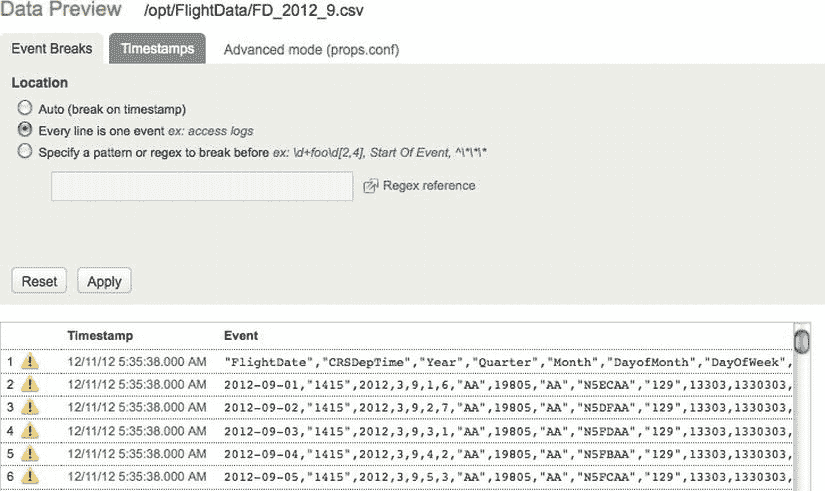 Data Preview /opt/FlightData/FD_2012_9.csv
Event Breaks Timestamps Advanced mode (props.conf)
Location
Auto (break on timestamp)
Every line is one event ex: access logs
Specify a pattern or regex to break before ex: \d+foo\d[2,4], Start Of Event, ^\*\*\*
Regex reference
Reset Apply
Timestamp Event
1 12/11/12 5:35:38.000 AM "FlightDate","CRSDepTime","Year","Quarter","Month","DayofMonth","DayOfWeek",
2 12/11/12 5:35:38.000 AM 2012-09-01,"1415",2012,3,9,1,6,"AA",19805,"AA","N5ECAA","129",13303,1330303,
3 12/11/12 5:35:38.000 AM 2012-09-02,"1415",2012,3,9,2,7,"AA",19805,"AA","N5DFAA","129",13303,1330303,
4 12/11/12 5:35:38.000 AM 2012-09-03,"1415",2012,3,9,3,1,"AA",19805,"AA","N5FDAA","129",13303,1330303,
5 12/11/12 5:35:38.000 AM 2012-09-04,"1415",2012,3,9,4,2,"AA",19805,"AA","N5FBAA","129",13303,1330303,
6 12/11/12 5:35:38.000 AM 2012-09-05,"1415",2012,3,9,5,3,"AA",19805,"AA","N5FCAA","129",13303,1330303,